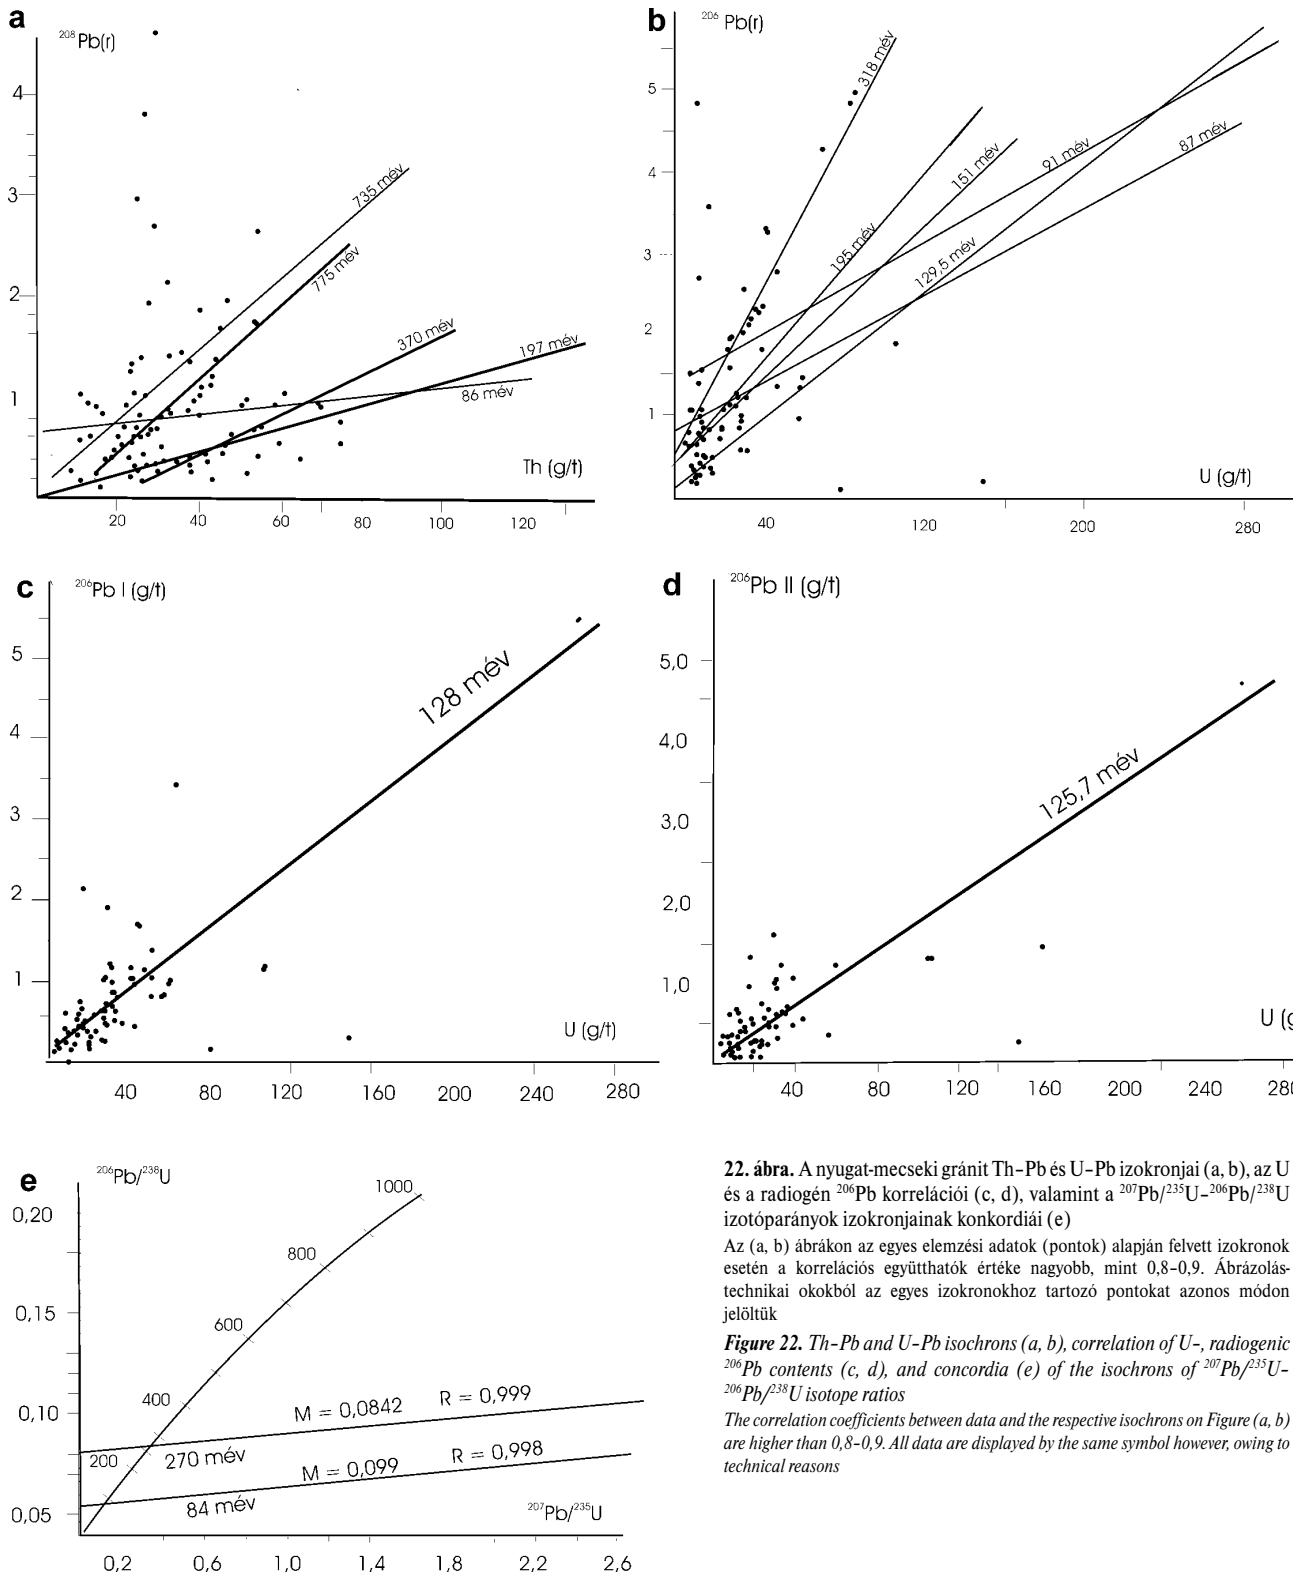 a
²⁰⁸Pb(r)
4
3
2
1
735 mév
775 mév
370 mév
197 mév
86 mév
Th (g/t)
20 40 60 80 100 120
b
²⁰⁶Pb(r)
5
4
3
2
1
318 mév
195 mév
151 mév
91 mév
87 mév
129,5 mév
U (g/t)
40 120 200 280
c
²⁰⁶Pb I (g/t)
5
4
3
2
1
128 mév
U (g/t)
40 80 120 160 200 240 280
d
²⁰⁶Pb II (g/t)
5,0
4,0
3,0
2,0
1,0
125,7 mév
U (g
40 80 120 160 200 240 280
e
²⁰⁶Pb/²³⁸U
0,20
0,15
0,10
0,05
1000
800
600
400
200
M = 0,0842 R = 0,999
270 mév
M = 0,099 R = 0,998
84 mév
²⁰⁷Pb/²³⁵U
0,2 0,6 1,0 1,4 1,8 2,2 2,6
22. ábra. A nyugat-mecseki gránit Th–Pb és U–Pb izokronjai (a, b), az U
és a radiogén ²⁰⁶Pb korrelációi (c, d), valamint a ²⁰⁷Pb/²³⁵U–²⁰⁶Pb/²³⁸U
izotóparányok izokronjainak konkordiái (e)
Az (a, b) ábrákon az egyes elemzési adatok (pontok) alapján felvett izokronok
esetén a korrelációs együtthatók értéke nagyobb, mint 0,8–0,9. Ábrázolás-
technikai okokból az egyes izokronokhoz tartozó pontokat azonos módon
jelöltük
Figure 22. Th–Pb and U–Pb isochrons (a, b), correlation of U–, radiogenic
²⁰⁶Pb contents (c, d), and concordia (e) of the isochrons of ²⁰⁷Pb/²³⁵U–
²⁰⁶Pb/²³⁸U isotope ratios
The correlation coefficients between data and the respective isochrons on Figure (a, b)
are higher than 0,8–0,9. All data are displayed by the same symbol however, owing to
technical reasons